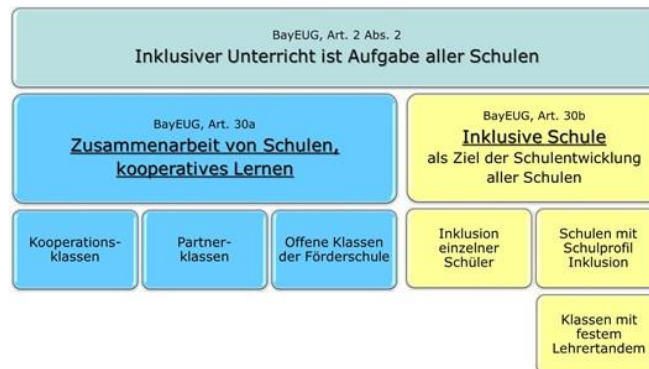 BayEUG, Art. 2 Abs. 2
Inklusiver Unterricht ist Aufgabe aller Schulen
BayEUG, Art. 30a
Zusammenarbeit von Schulen,
kooperatives Lernen
BayEUG, Art. 30b
Inklusive Schule
als Ziel der Schulentwicklung
aller Schulen
Kooperations-
klassen
Partner-
klassen
Offene Klassen
der Förderschule
Inklusion
einzelner
Schüler
Schulen mit
Schulprofil
Inklusion
Klassen mit
festem
Lehrertandem